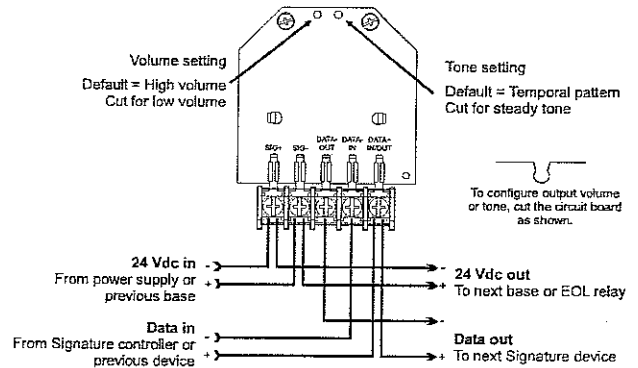 Volume setting
Default = High volume
Cut for low volume
Tone setting
Default = Temporal pattern
Cut for steady tone
SIG+
SIG-
DATA-
OUT
DATA-
IN
DATA+
IN/OUT
To configure output volume
or tone, cut the circuit board
as shown.
24 Vdc in
From power supply or
previous base
-
+
-
+
24 Vdc out
To next base or EOL relay
Data in
From Signature controller or
previous device
-
+
-
+
Data out
To next Signature device